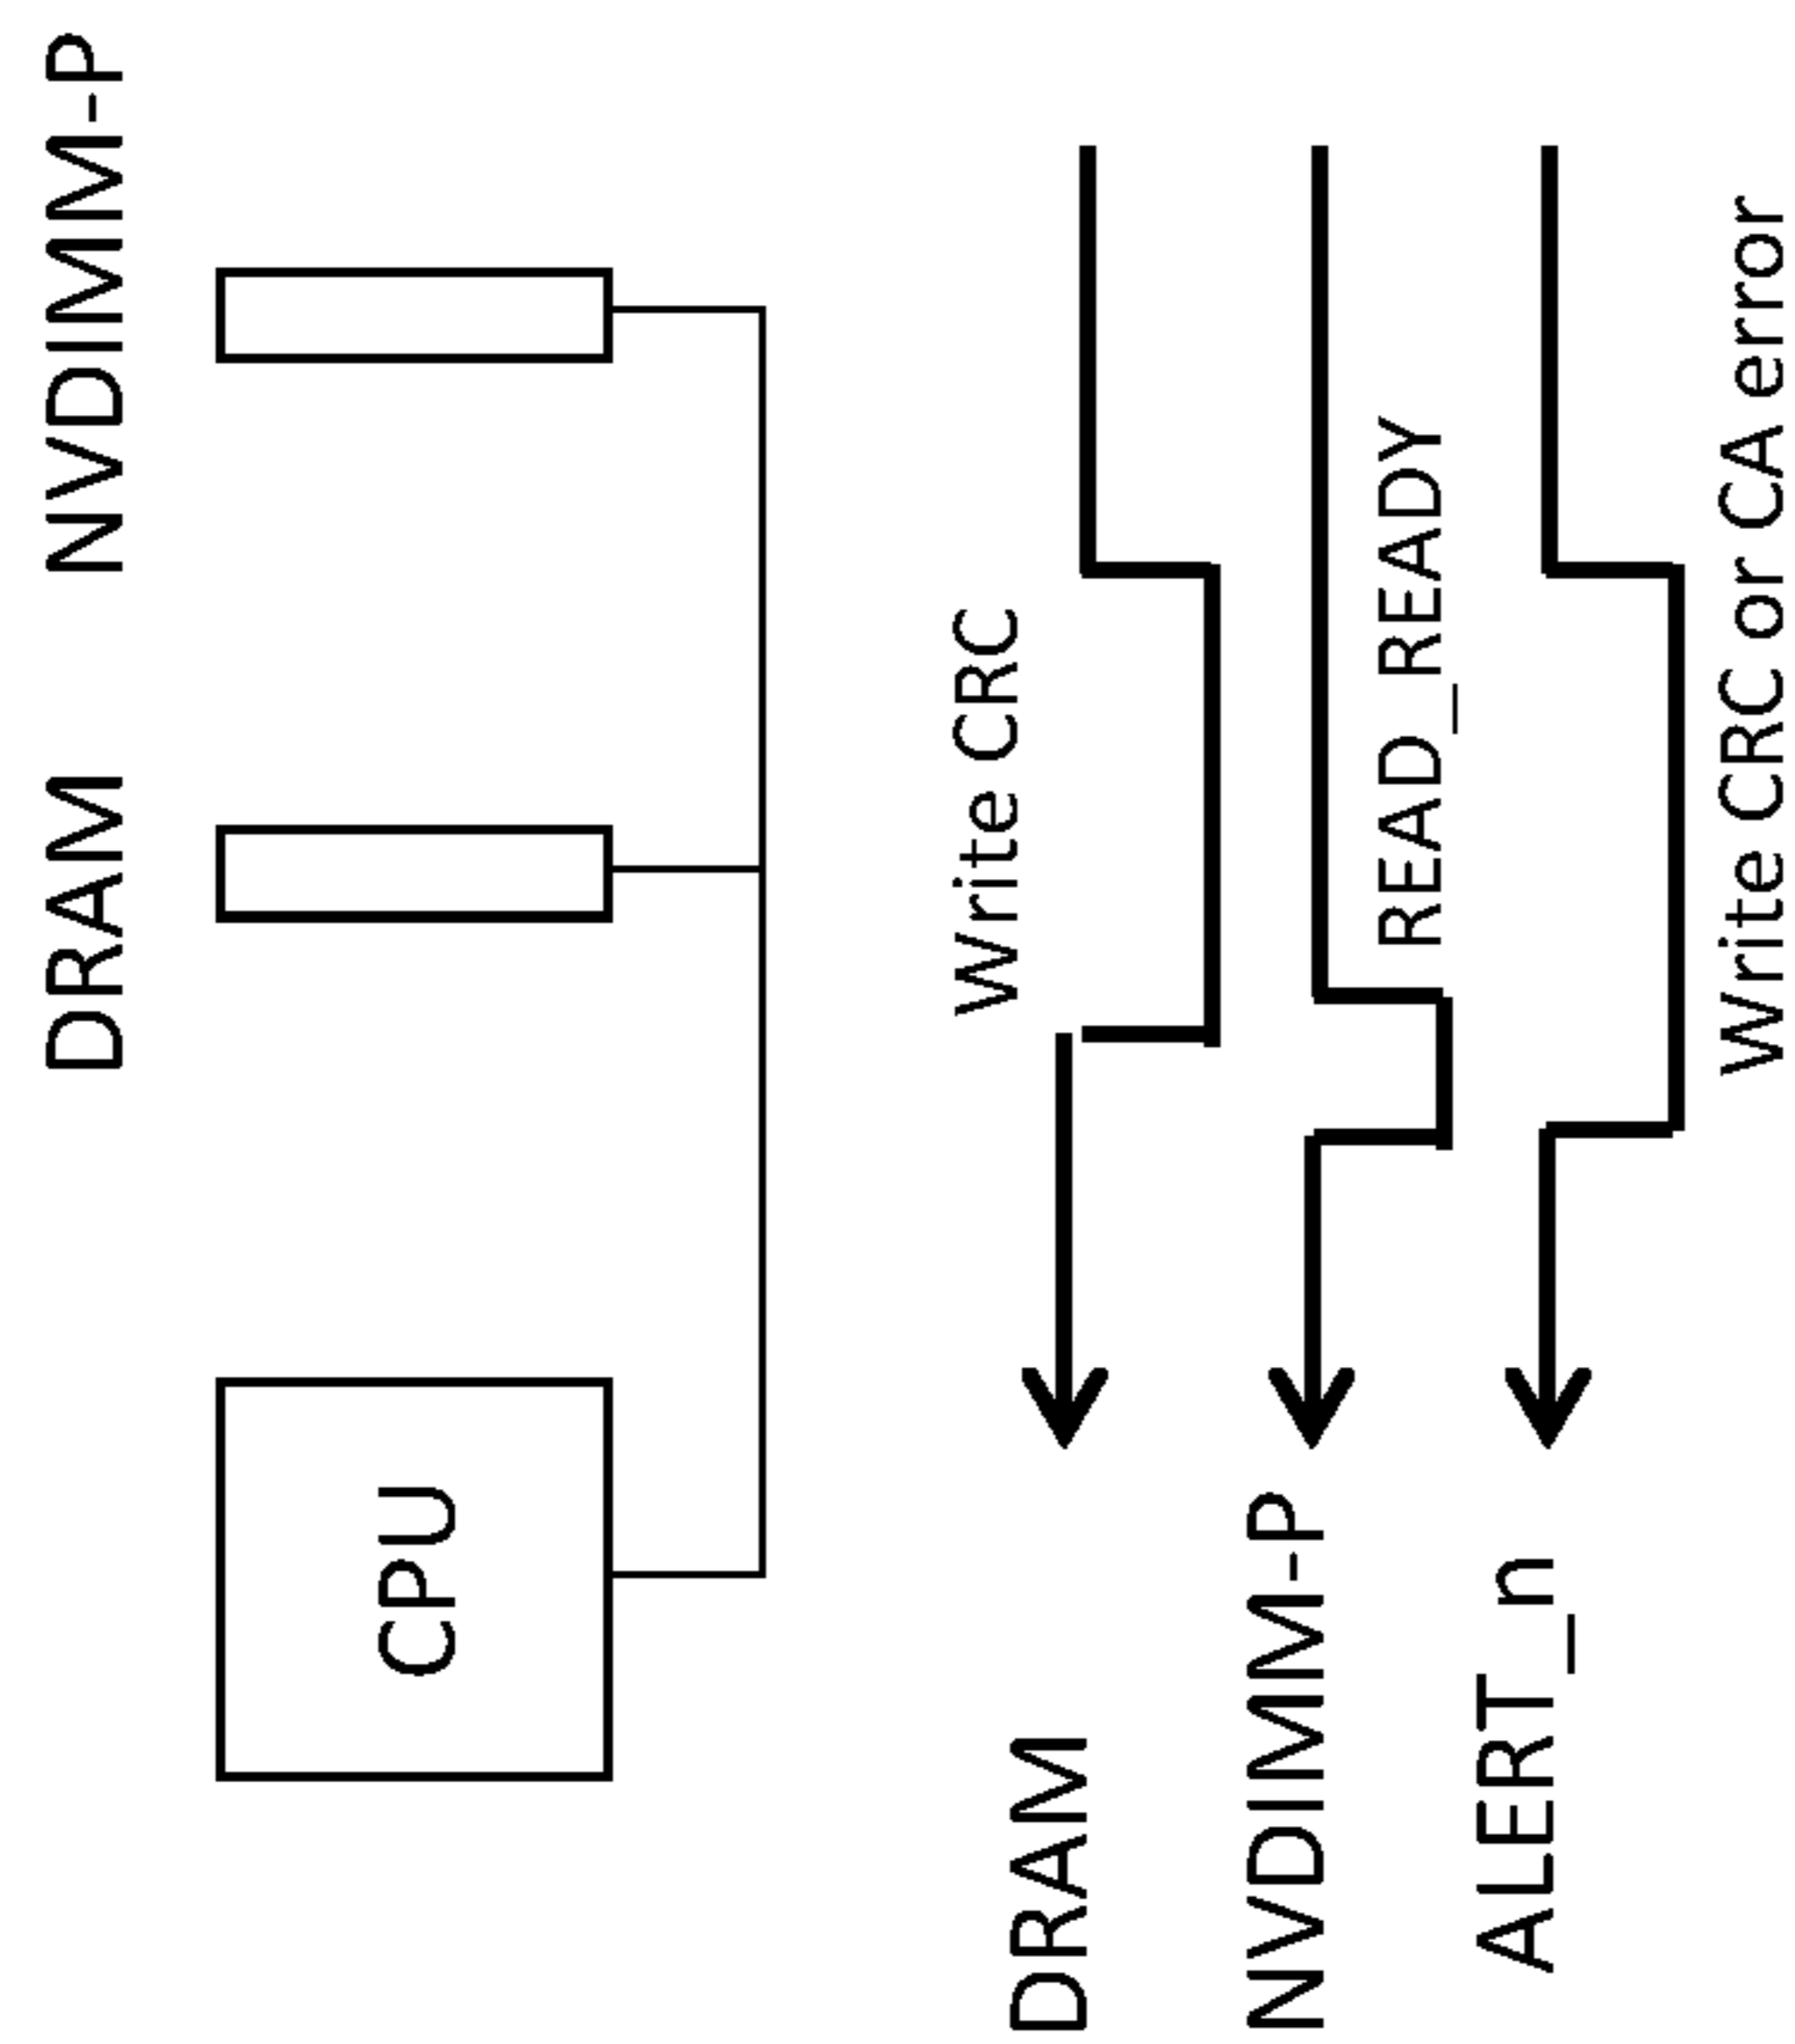 DRAM
NVDIMM-P
CPU
Write CRC
DRAM
READ_READY
NVDIMM-P
ALERT_n
Write CRC or CA error